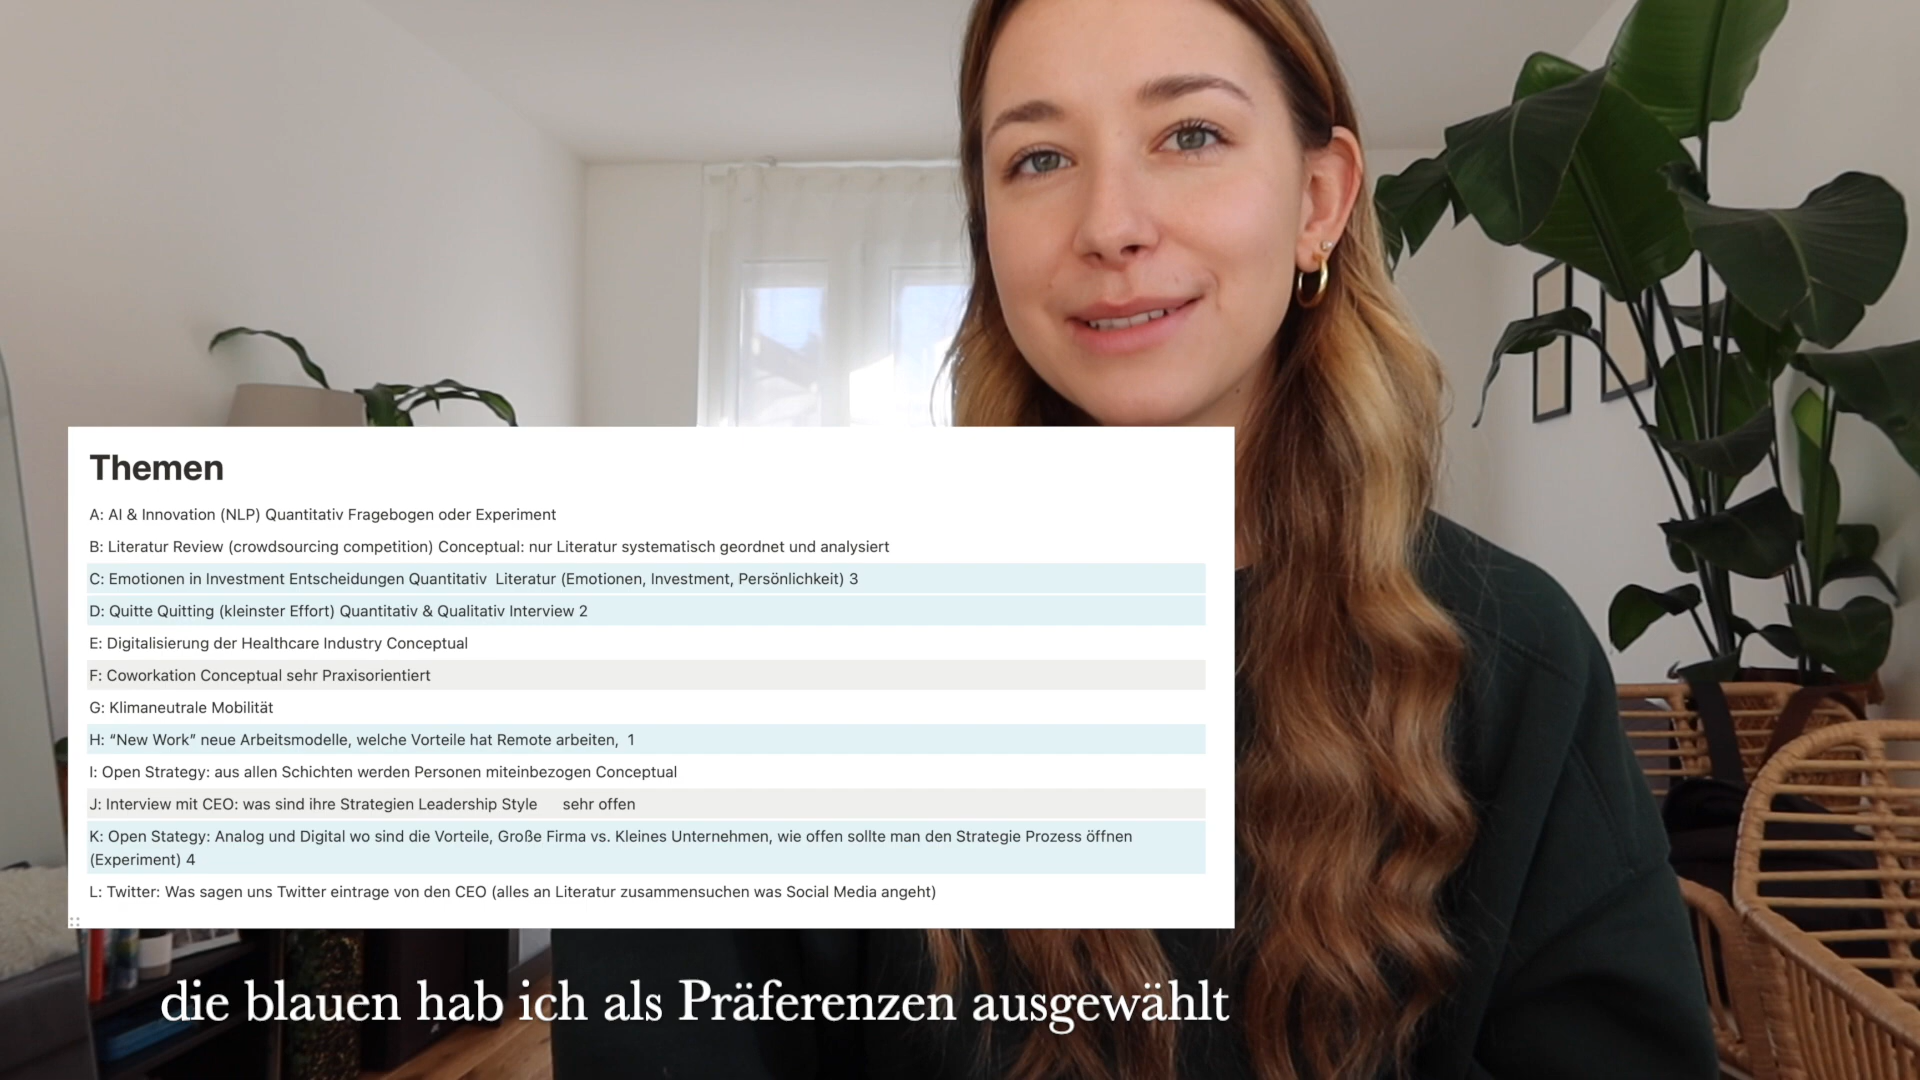 Themen
A: AI & Innovation (NLP) Quantitativ Fragebogen oder Experiment
B: Literatur Review (crowdsourcing competition) Conceptual: nur Literatur systematisch geordnet und analysiert
C: Emotionen in Investment Entscheidungen Quantitativ  Literatur (Emotionen, Investment, Persönlichkeit) 3
D: Quitte Quitting (kleinster Effort) Quantitativ & Qualitativ Interview 2
E: Digitalisierung der Healthcare Industry Conceptual
F: Coworkation Conceptual sehr Praxisorientiert
G: Klimaneutrale Mobilität
H: “New Work” neue Arbeitsmodelle, welche Vorteile hat Remote arbeiten,  1
I: Open Strategy: aus allen Schichten werden Personen miteinbezogen Conceptual
J: Interview mit CEO: was sind ihre Strategien Leadership Style      sehr offen
K: Open Stategy: Analog und Digital wo sind die Vorteile, Große Firma vs. Kleines Unternehmen, wie offen sollte man den Strategie Prozess öffnen
(Experiment) 4
L: Twitter: Was sagen uns Twitter eintrage von den CEO (alles an Literatur zusammensuchen was Social Media angeht)
die blauen hab ich als Präferenzen ausgewählt